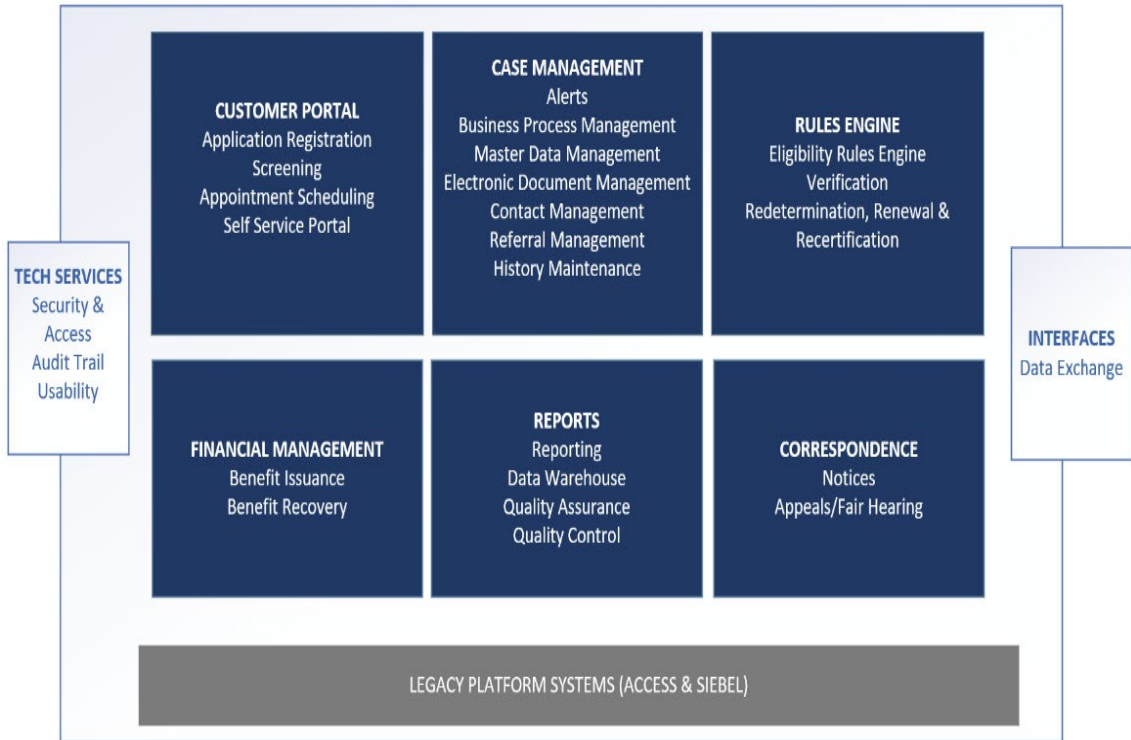 CUSTOMER PORTAL
Application Registration
Screening
Appointment Scheduling
Self Service Portal
CASE MANAGEMENT
Alerts
Business Process Management
Master Data Management
Electronic Document Management
Contact Management
Referral Management
History Maintenance
RULES ENGINE
Eligibility Rules Engine
Verification
Redetermination, Renewal &
Recertification
TECH SERVICES
Security &
Access
Audit Trail
Usability
INTERFACES
Data Exchange
FINANCIAL MANAGEMENT
Benefit Issuance
Benefit Recovery
REPORTS
Reporting
Data Warehouse
Quality Assurance
Quality Control
CORRESPONDENCE
Notices
Appeals/Fair Hearing
LEGACY PLATFORM SYSTEMS (ACCESS & SIEBEL)